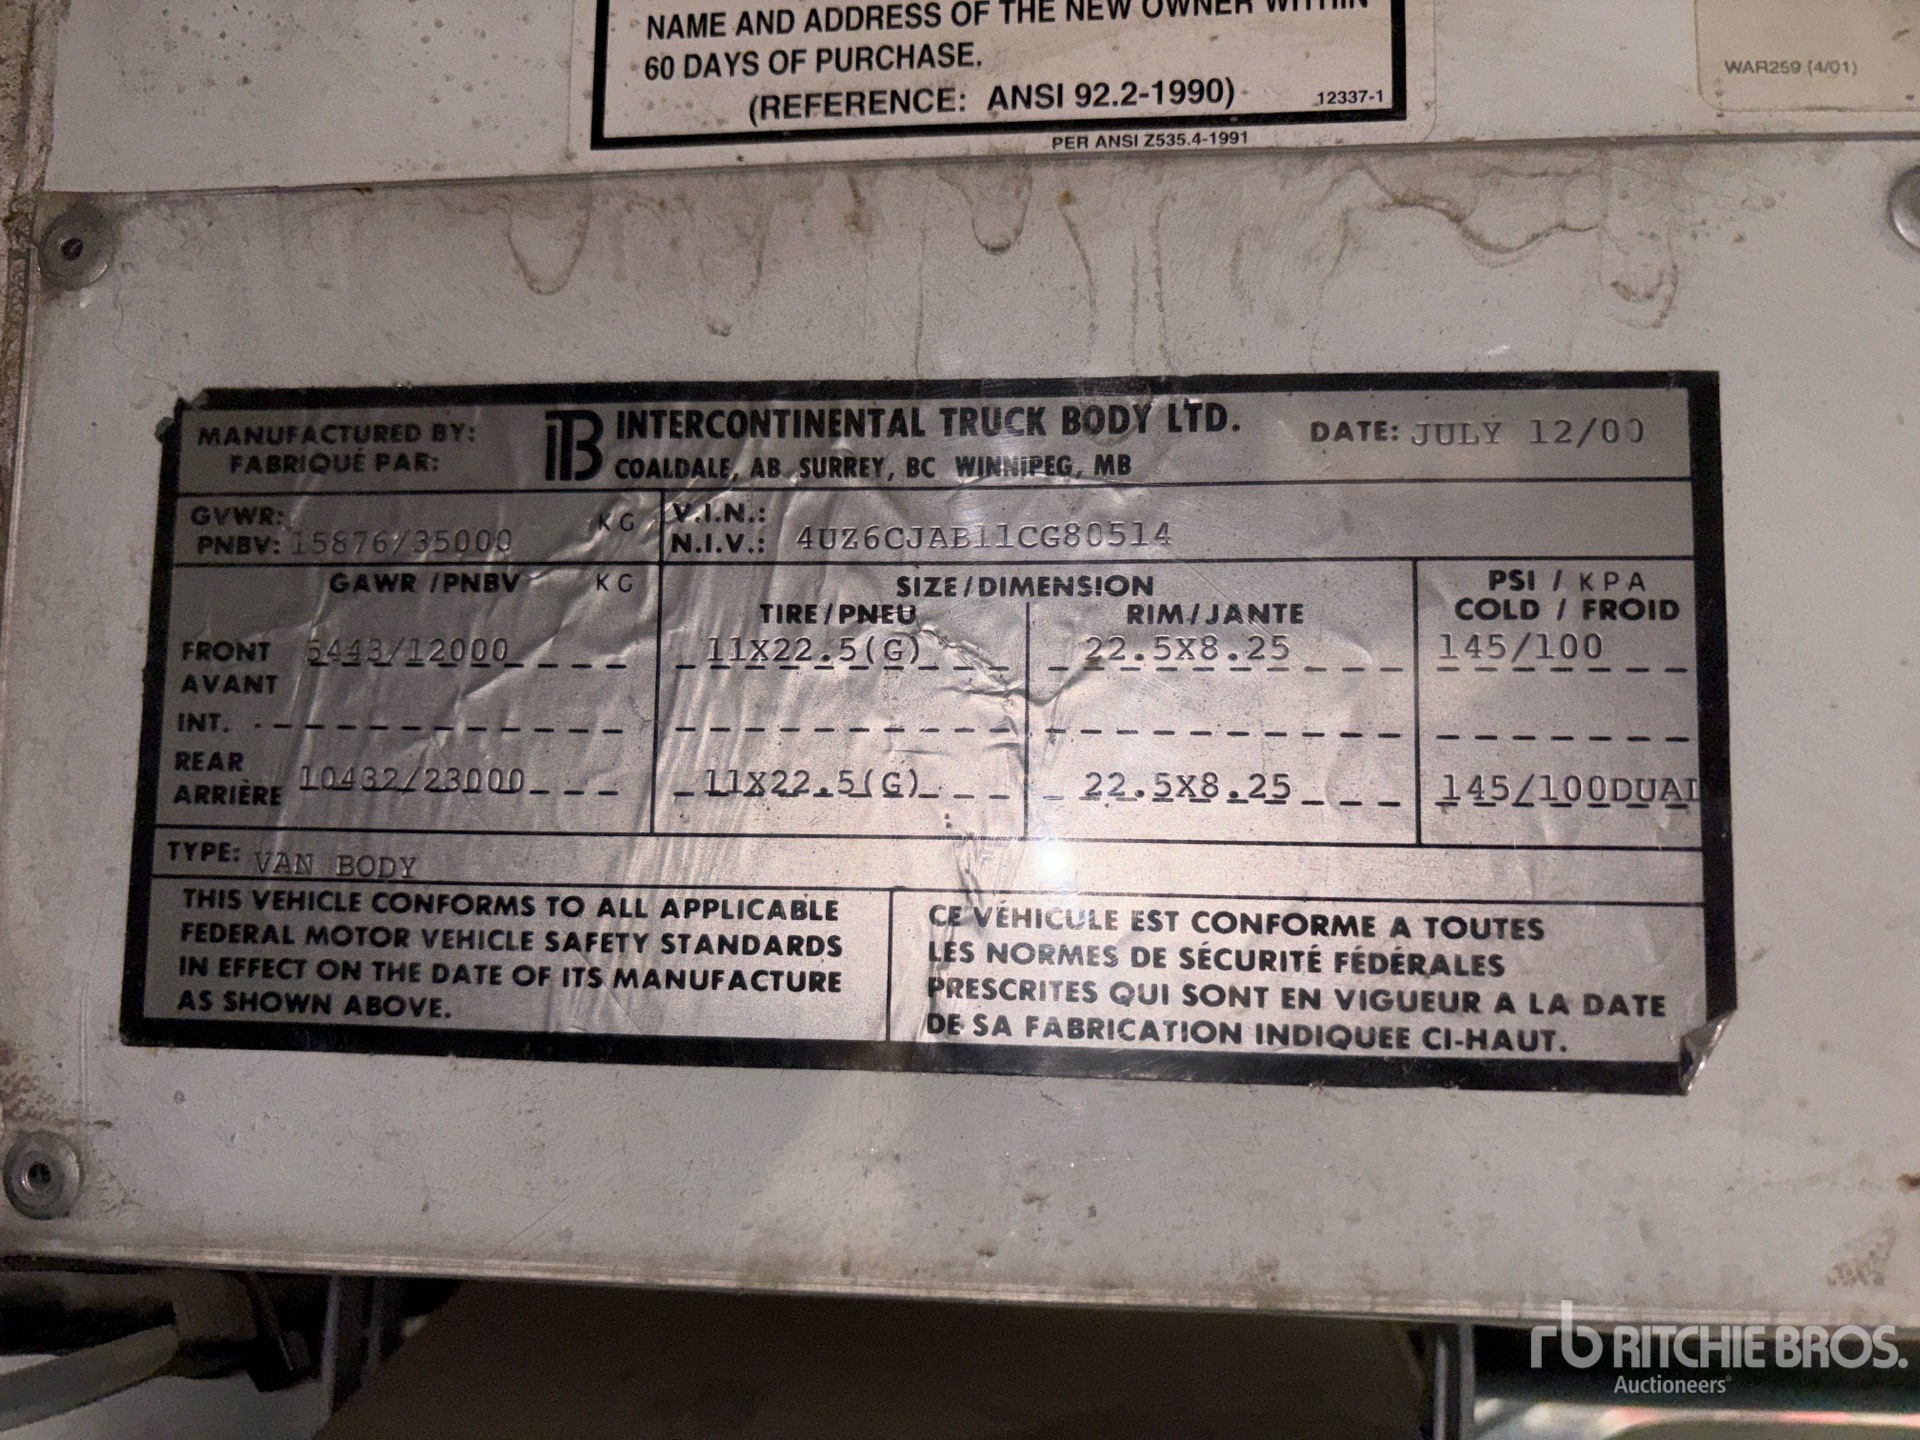 NAME AND ADDRESS OF THE NEW OWNER WITHIN
60 DAYS OF PURCHASE.
(REFERENCE: ANSI 92.2-1990)
12337-1
PER ANSI Z535.4-1991
WAR259 (4/01)
MANUFACTURED BY:
FABRIQUÉ PAR:
ITB INTERCONTINENTAL TRUCK BODY LTD.
COALDALE, AB SURREY, BC WINNIPEG, MB
DATE: JULY 12/00
GVWR:
PNBV: 15876/35000 KG
V.I.N.:
N.I.V.: 4UZ6CJAB11CG80514
GAWR /PNBV KG
SIZE/DIMENSION
TIRE/PNEU RIM/JANTE
PSI / KPA
COLD / FROID
FRONT 5443/12000 11X22.5(G) 22.5X8.25 145/100
AVANT
INT.
REAR
ARRIÈRE 10432/23000 11X22.5(G) 22.5X8.25 145/100DUAL
TYPE: VAN BODY
THIS VEHICLE CONFORMS TO ALL APPLICABLE
FEDERAL MOTOR VEHICLE SAFETY STANDARDS
IN EFFECT ON THE DATE OF ITS MANUFACTURE
AS SHOWN ABOVE.
CE VÉHICULE EST CONFORME A TOUTES
LES NORMES DE SÉCURITÉ FÉDÉRALES
PRESCRITES QUI SONT EN VIGUEUR A LA DATE
DE SA FABRICATION INDIQUEE CI-HAUT.
rb RITCHIE BROS.
Auctioneers